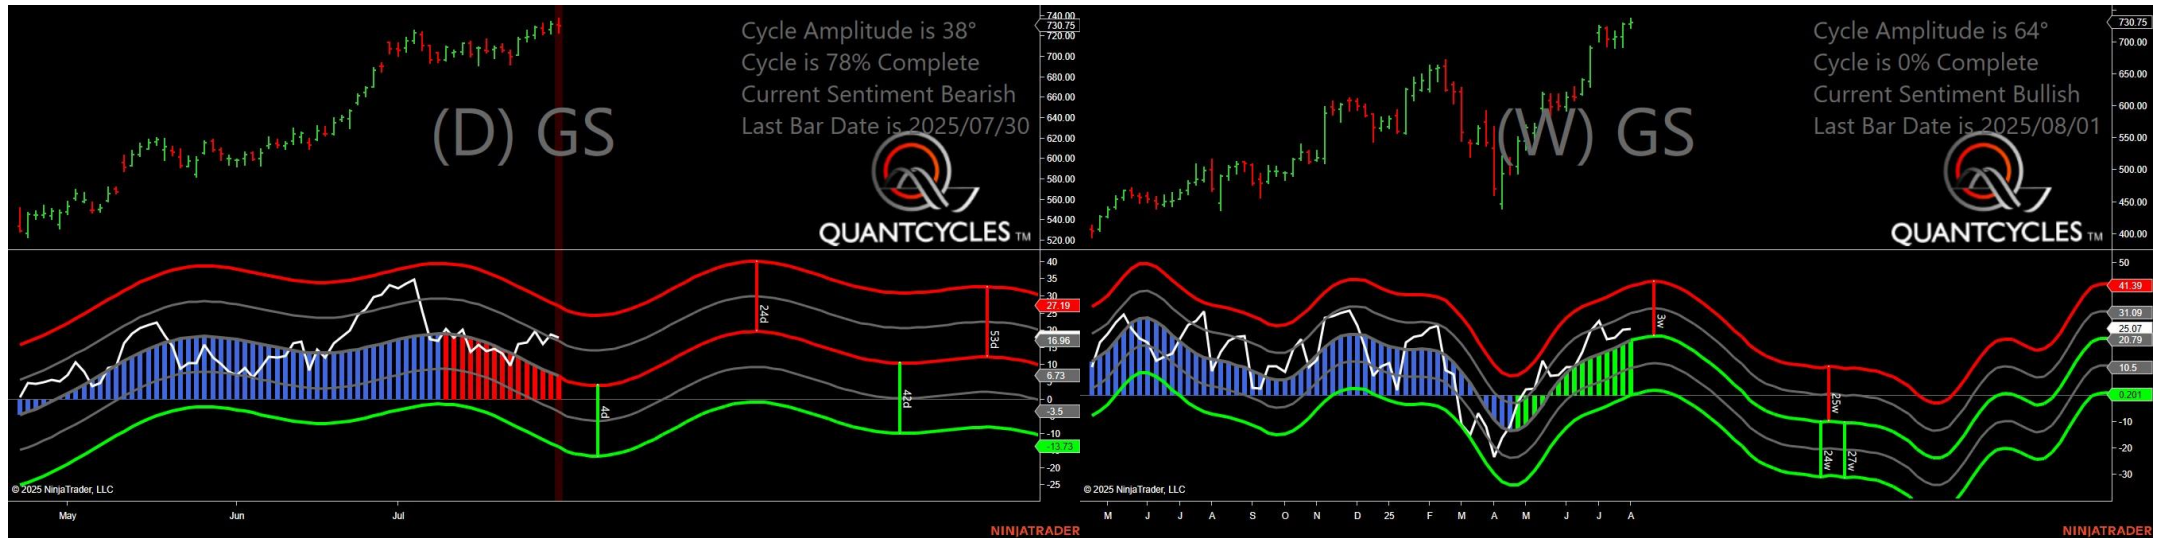 Cycle Amplitude is 38°
Cycle is 78% Complete
Current Sentiment Bearish
Last Bar Date is 2025/07/30
(D) GS
QUANTCYCLES TM
740.00
730.75
720.00
700.00
680.00
660.00
640.00
620.00
600.00
580.00
560.00
540.00
520.00
40
35
30
27.19
20
16.96
15
10
6.73
5
0
-3.5
-10
-13.73
-20
-25
24d
53d
4d
42d
© 2025 NinjaTrader, LLC
May
Jun
Jul
NINJATRADER
Cycle Amplitude is 64°
Cycle is 0% Complete
Current Sentiment Bullish
Last Bar Date is 2025/08/01
(W) GS
QUANTCYCLES TM
730.75
700.00
650.00
600.00
550.00
500.00
450.00
400.00
50
41.39
31.09
25.07
20.79
10.5
0.201
-10
-20
-30
3w
25w
24w
27w
© 2025 NinjaTrader, LLC
M
J
J
A
S
O
N
D
25
F
M
A
M
J
J
A
NINJATRADER